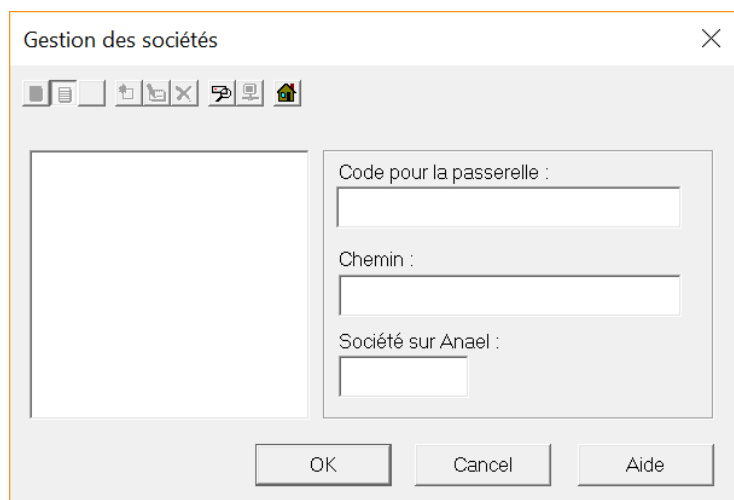 Gestion des sociétés
Code pour la passerelle :
Chemin :
Société sur Anael :
OK
Cancel
Aide